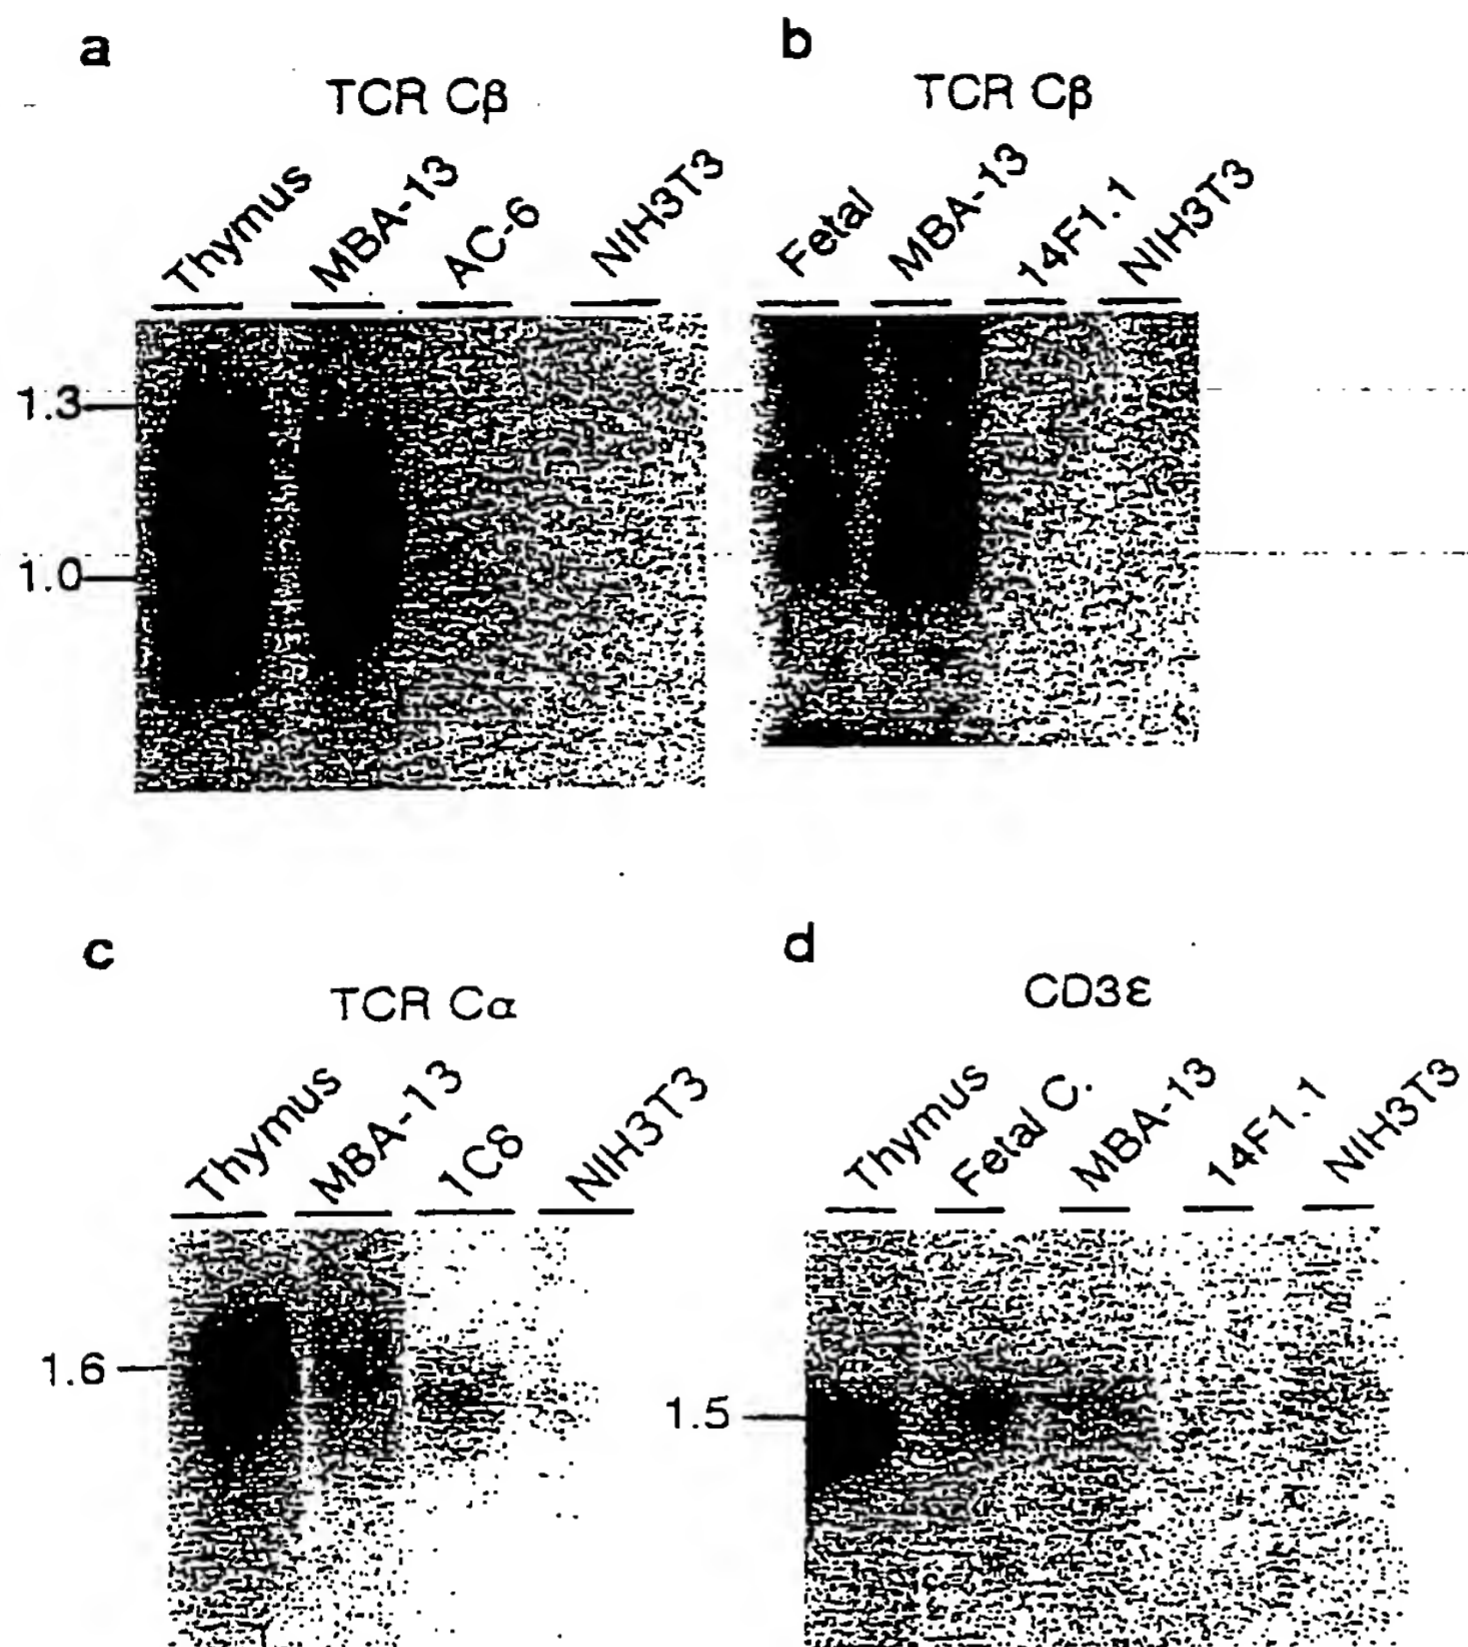 a
TCR Cβ
Thymus
MBA-13
AC-6
NIH3T3
1.3
1.0
b
TCR Cβ
Fetal
MBA-13
14F1.1
NIH3T3
c
TCR Cα
Thymus
MBA-13
1C8
NIH3T3
1.6
d
CD3ε
Thymus
Fetal C.
MBA-13
14F1.1
NIH3T3
1.5